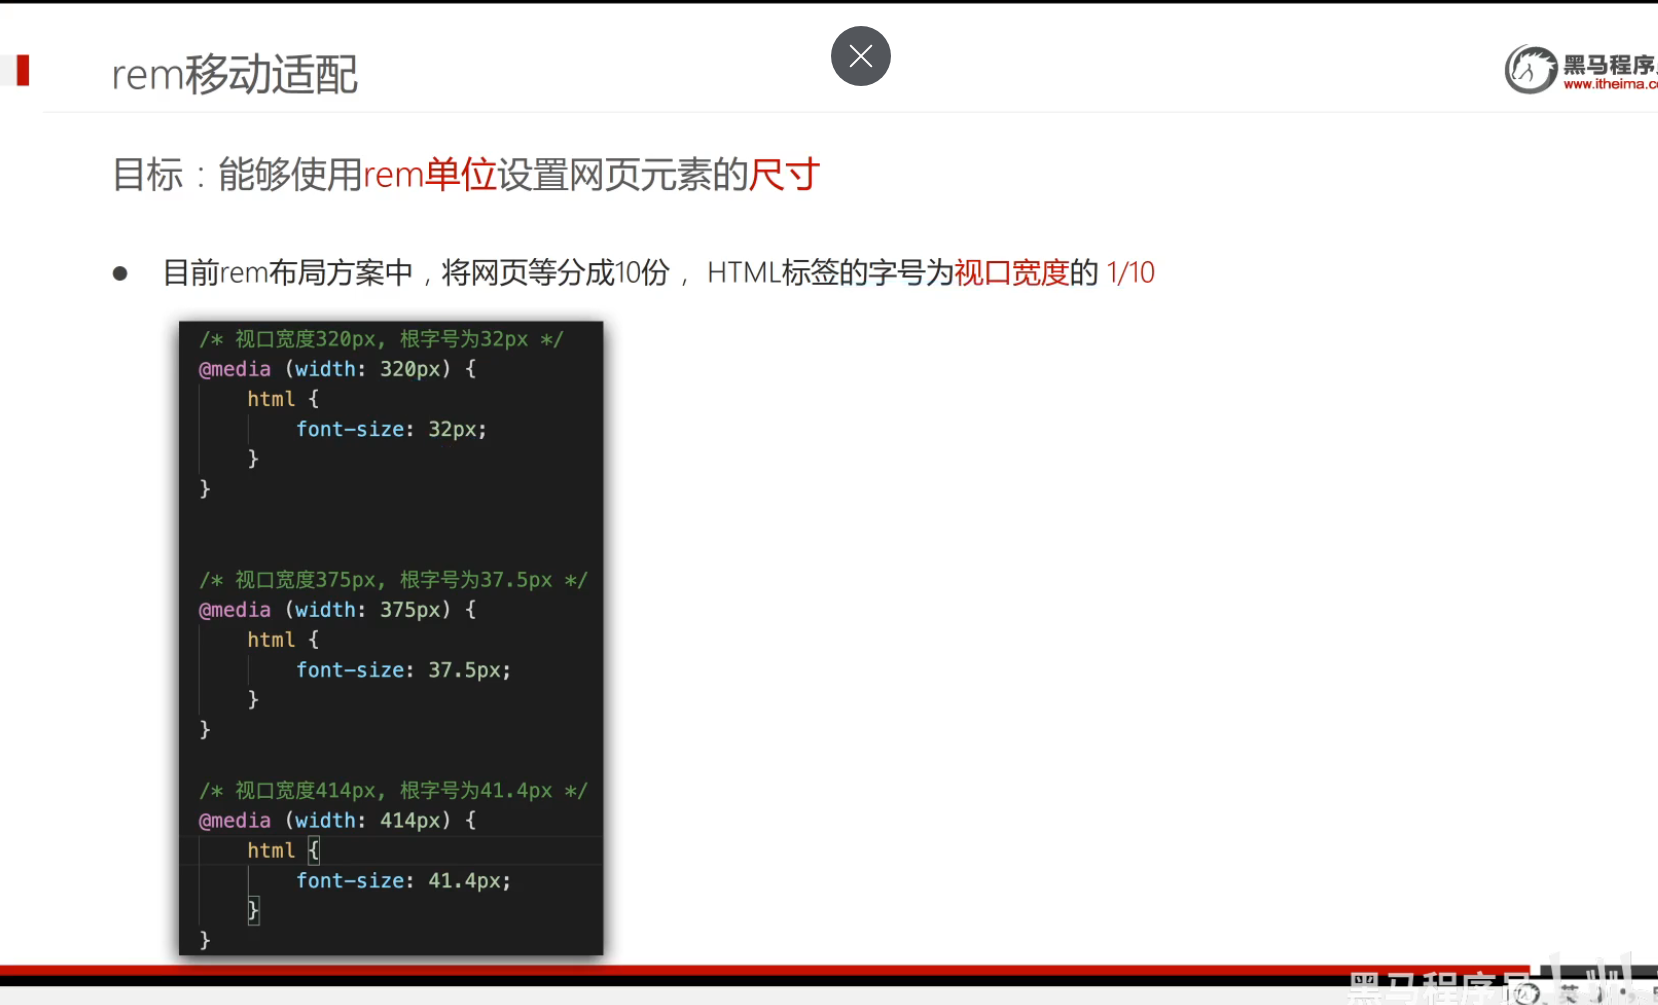 rem移动适配
黑马程序
www.itheima.co
目标：能够使用rem单位设置网页元素的尺寸
● 目前rem布局方案中，将网页等分成10份， HTML标签的字号为视口宽度的 1/10
/* 视口宽度320px, 根字号为32px */
@media (width: 320px) {
html {
font-size: 32px;
}
}
/* 视口宽度375px, 根字号为37.5px */
@media (width: 375px) {
html {
font-size: 37.5px;
}
}
/* 视口宽度414px, 根字号为41.4px */
@media (width: 414px) {
html {
font-size: 41.4px;
}
}
黑马程序员
英